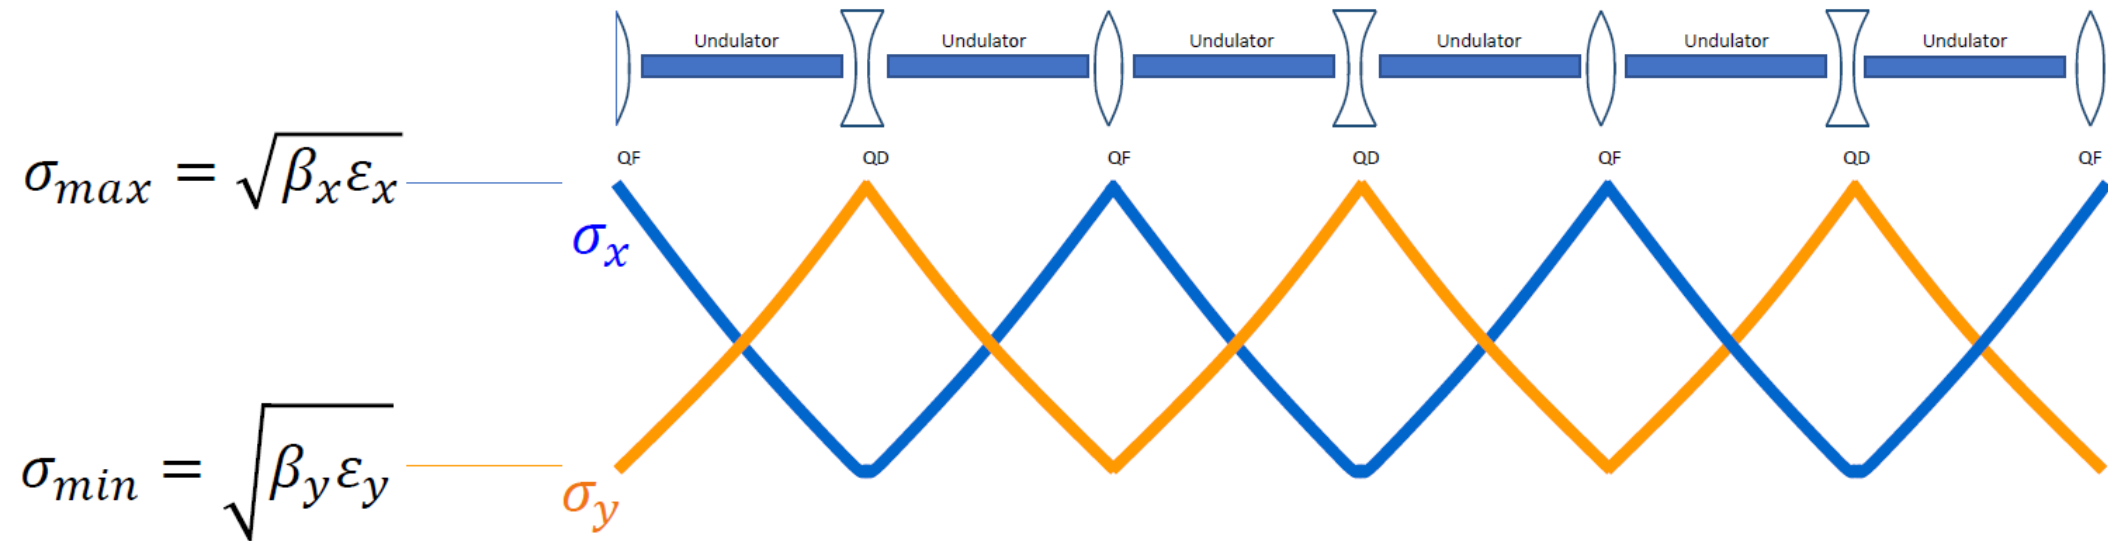 Undulator Undulator Undulator Undulator Undulator Undulator
QF QD QF QD QF QD QF
σ_max = √(β_x ε_x)
σ_x
σ_min = √(β_y ε_y)
σ_y